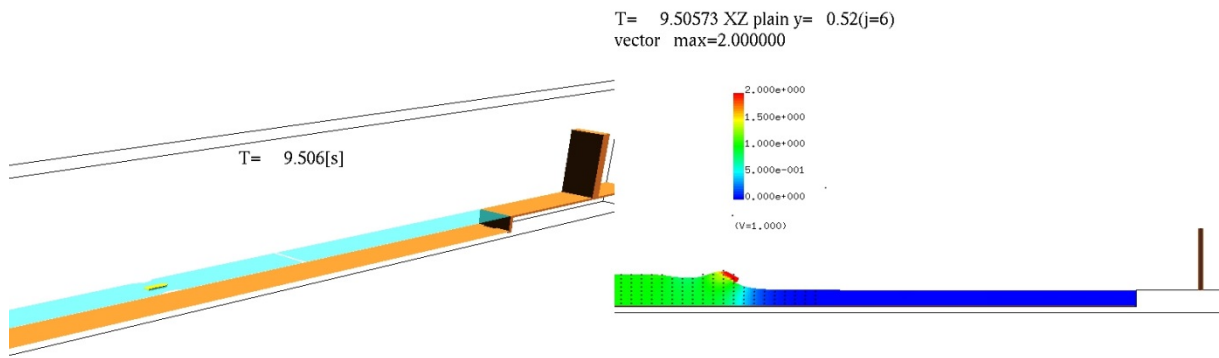 T=    9.50573 XZ plain y=   0.52(j=6)
vector   max=2.000000
2.000e+000
1.500e+000
1.000e+000
5.000e-001
0.000e+000
(V=1.000)
T=    9.506[s]